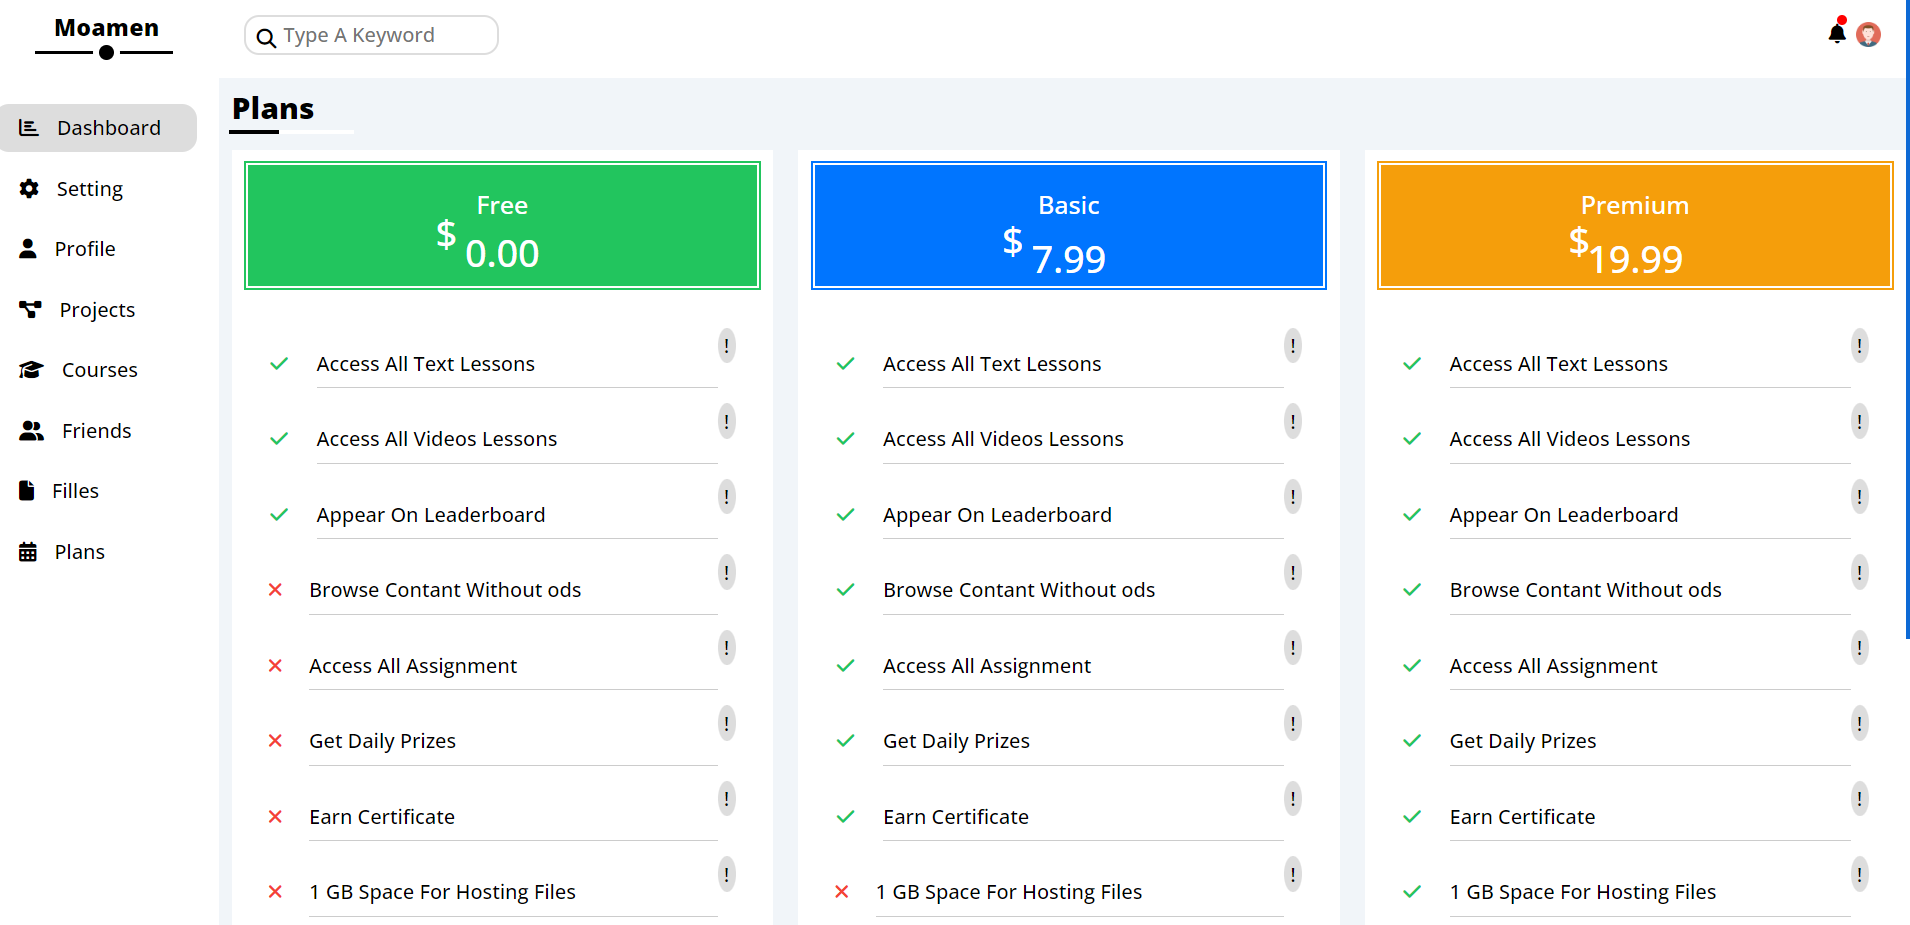 Moamen
Type A Keyword
Dashboard
Setting
Profile
Projects
Courses
Friends
Filles
Plans
Plans
Free
$ 0.00
Access All Text Lessons !
Access All Videos Lessons !
Appear On Leaderboard !
Browse Contant Without ods !
Access All Assignment !
Get Daily Prizes !
Earn Certificate !
1 GB Space For Hosting Files !
Basic
$ 7.99
Access All Text Lessons !
Access All Videos Lessons !
Appear On Leaderboard !
Browse Contant Without ods !
Access All Assignment !
Get Daily Prizes !
Earn Certificate !
1 GB Space For Hosting Files !
Premium
$19.99
Access All Text Lessons !
Access All Videos Lessons !
Appear On Leaderboard !
Browse Contant Without ods !
Access All Assignment !
Get Daily Prizes !
Earn Certificate !
1 GB Space For Hosting Files !